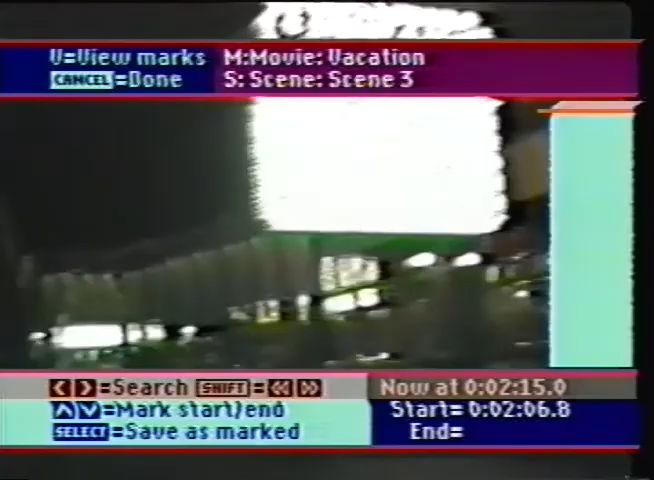 V=View marks
CANCEL=Done
M:Movie: Vacation
S: Scene: Scene 3
=Search SHIFT=
Now at 0:02:15.0
=Mark start/end
SELECT=Save as marked
Start= 0:02:06.8
End=